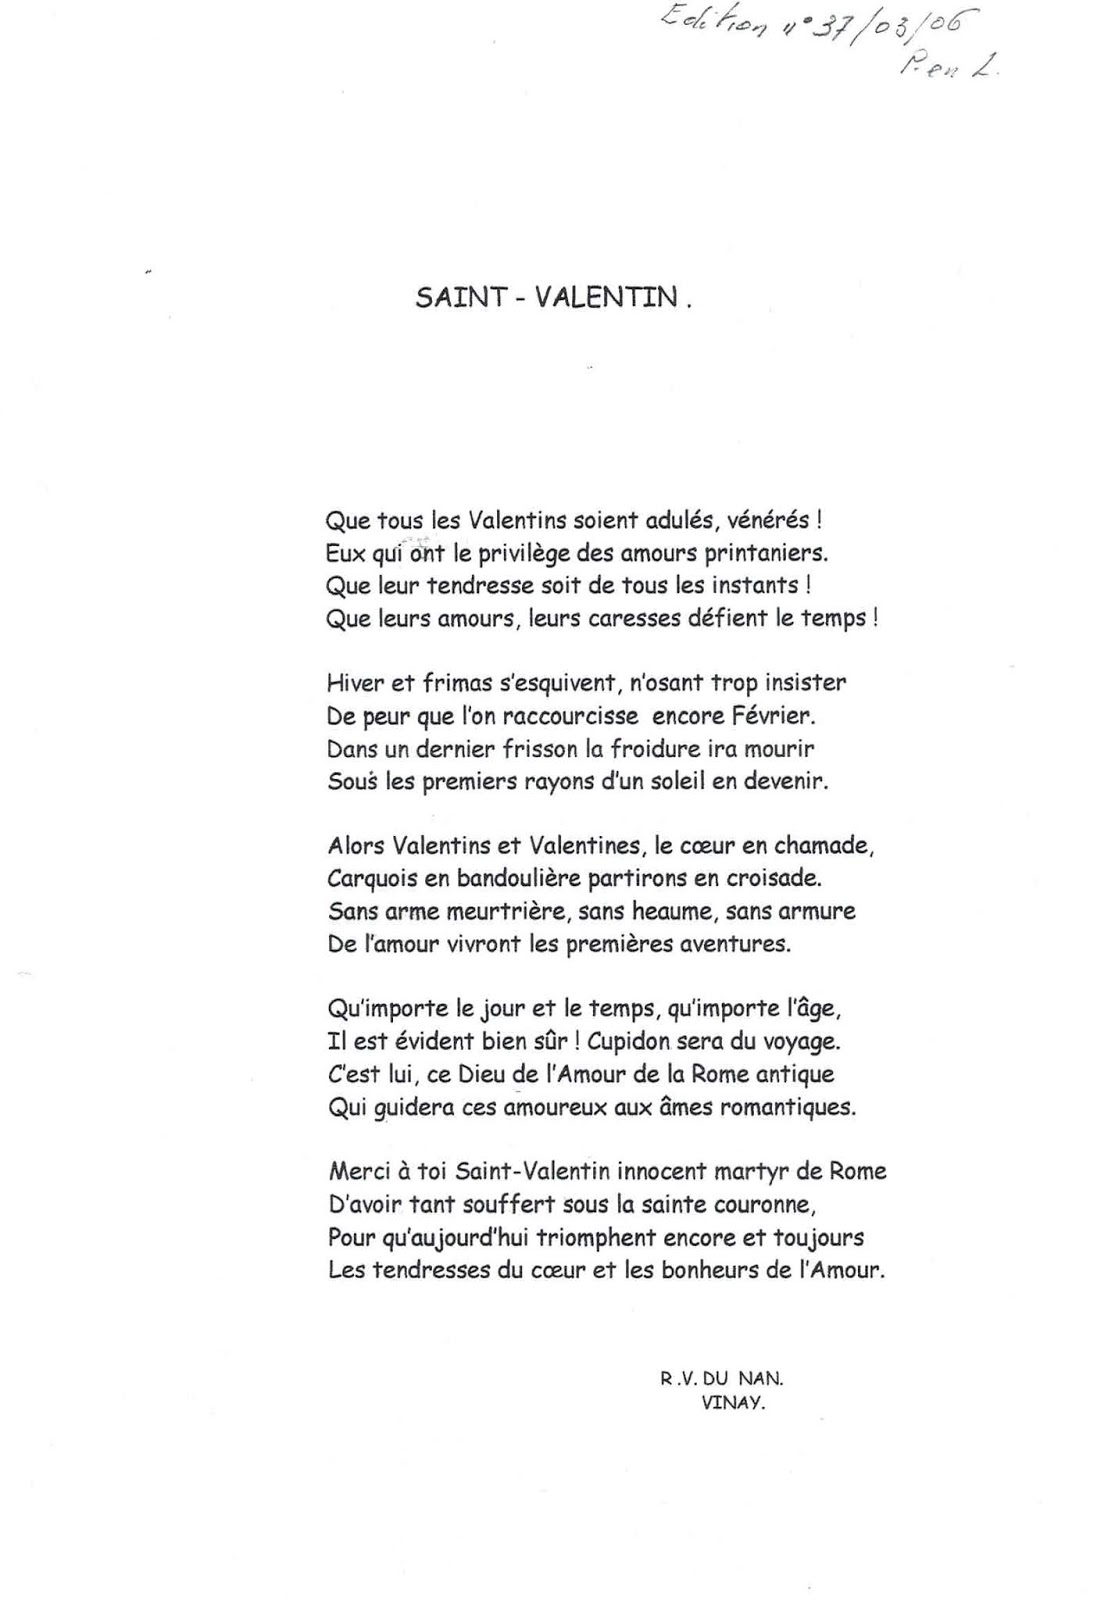 Edition n° 37/03/06
P. en L.
SAINT - VALENTIN .
Que tous les Valentins soient adulés, vénérés !
Eux qui ont le privilège des amours printaniers.
Que leur tendresse soit de tous les instants !
Que leurs amours, leurs caresses défient le temps !
Hiver et frimas s'esquivent, n'osant trop insister
De peur que l'on raccourcisse encore Février.
Dans un dernier frisson la froidure ira mourir
Sous les premiers rayons d'un soleil en devenir.
Alors Valentins et Valentines, le cœur en chamade,
Carquois en bandoulière partirons en croisade.
Sans arme meurtrière, sans heaume, sans armure
De l'amour vivront les premières aventures.
Qu'importe le jour et le temps, qu'importe l'âge,
Il est évident bien sûr ! Cupidon sera du voyage.
C'est lui, ce Dieu de l'Amour de la Rome antique
Qui guidera ces amoureux aux âmes romantiques.
Merci à toi Saint-Valentin innocent martyr de Rome
D'avoir tant souffert sous la sainte couronne,
Pour qu'aujourd'hui triomphent encore et toujours
Les tendresses du cœur et les bonheurs de l'Amour.
R .V. DU NAN.
VINAY.